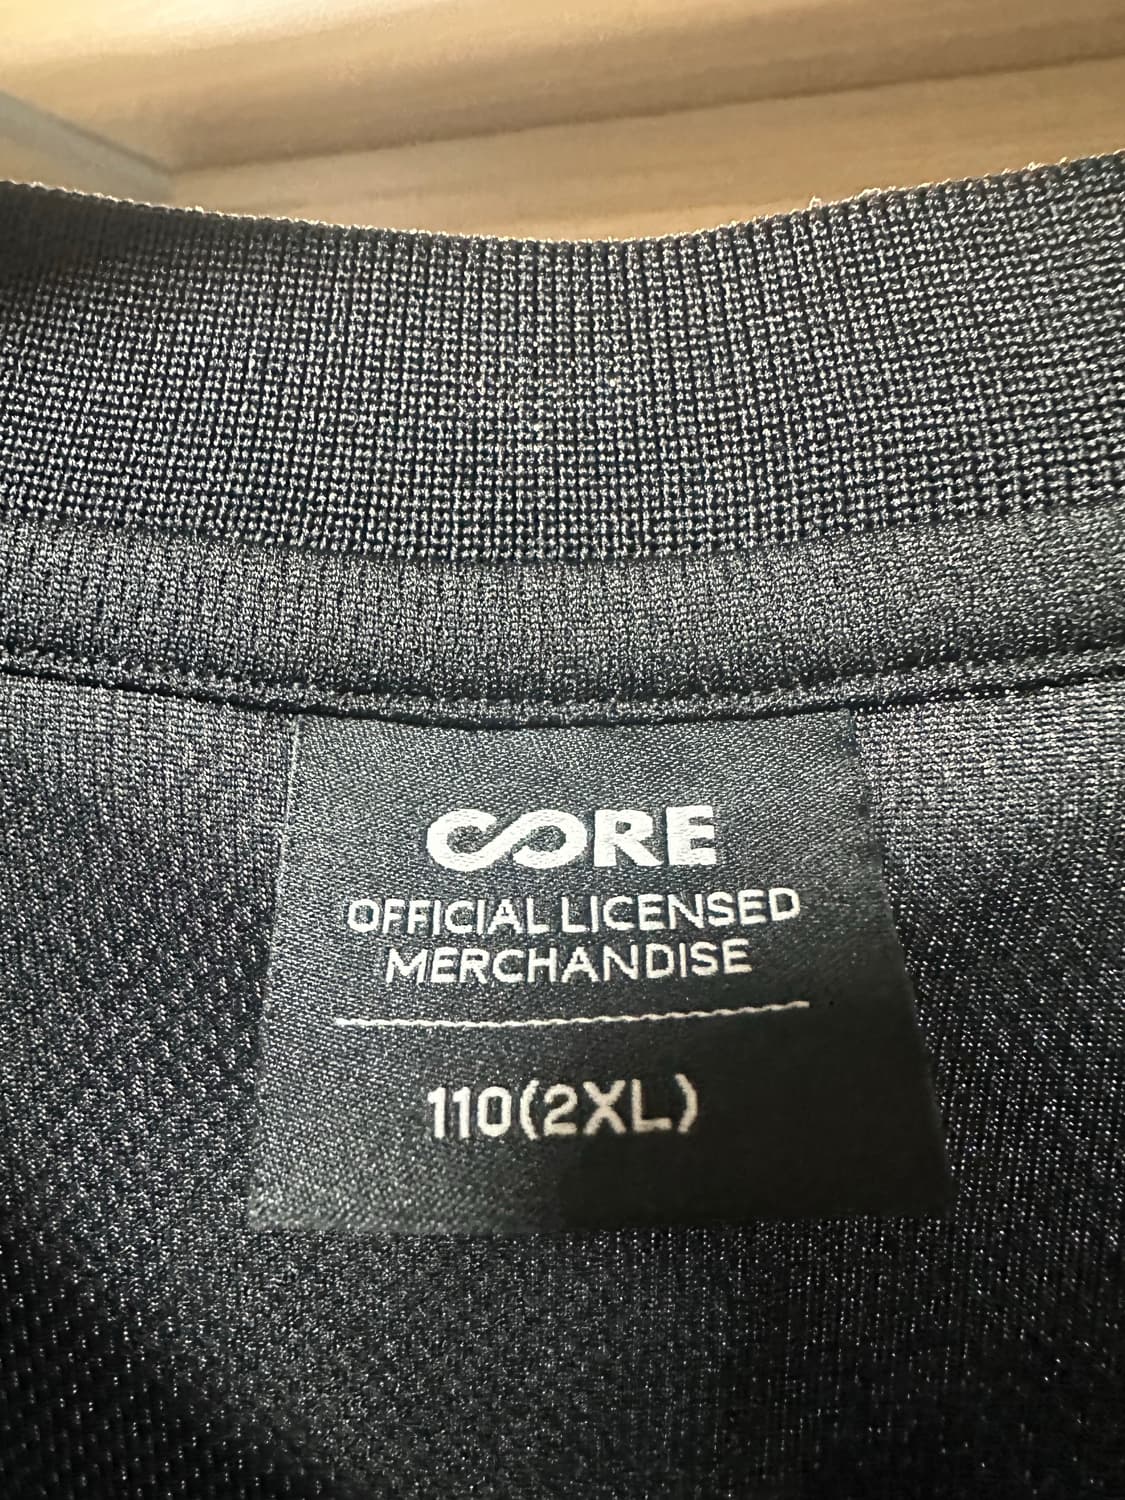 CORE
OFFICIAL LICENSED
MERCHANDISE
110(2XL)